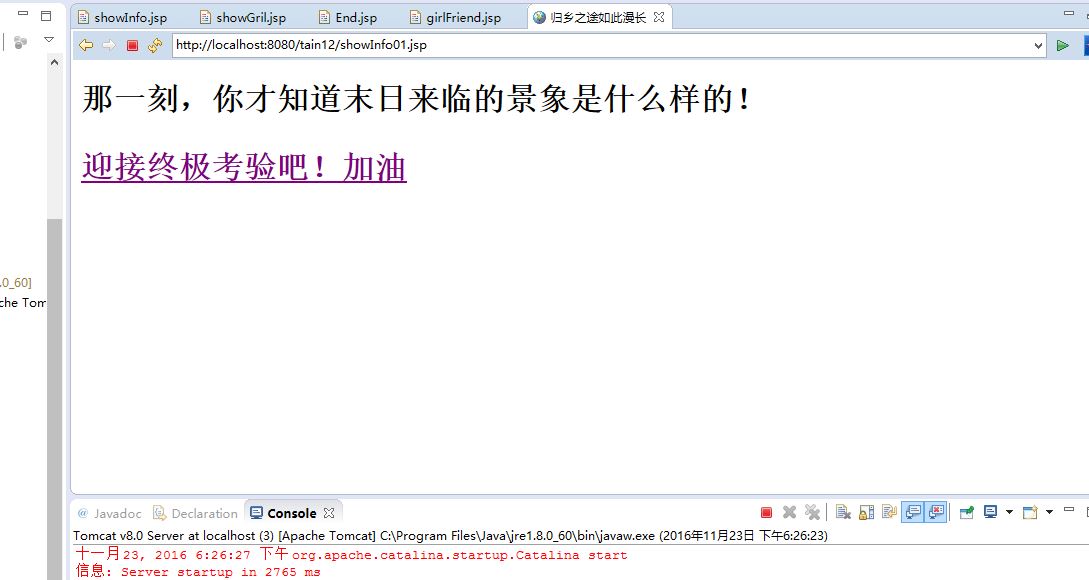 showInfo.jsp showGril.jsp End.jsp girlFriend.jsp 归乡之途如此漫长
http://localhost:8080/tain12/showInfo01.jsp
那一刻，你才知道末日来临的景象是什么样的！
迎接终极考验吧！加油
.0_60]
che Tom
@ Javadoc Declaration Console
Tomcat v8.0 Server at localhost (3) [Apache Tomcat] C:\Program Files\Java\jre1.8.0_60\bin\javaw.exe (2016年11月23日 下午6:26:23)
十一月 23, 2016 6:26:27 下午 org.apache.catalina.startup.Catalina start
信息: Server startup in 2765 ms